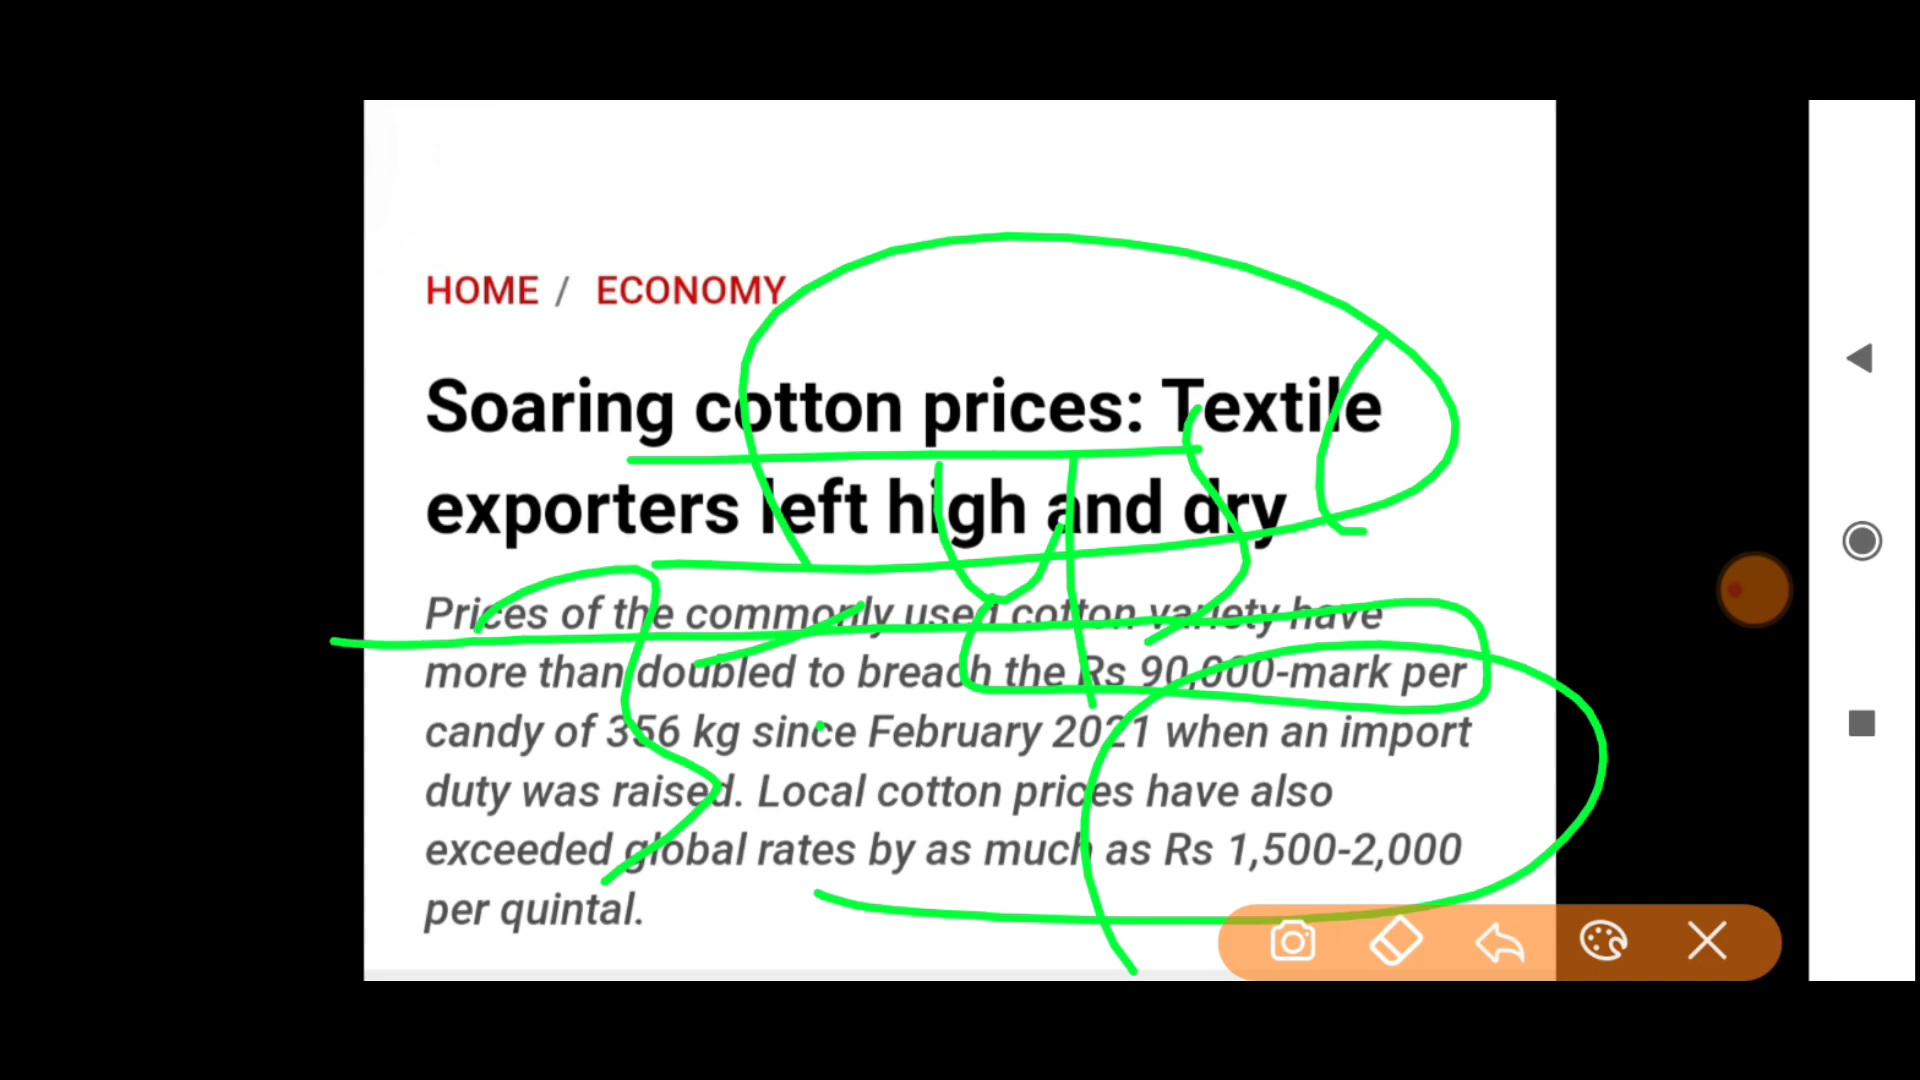 HOME / ECONOMY
Soaring cotton prices: Textile
exporters left high and dry
Prices of the commonly used cotton variety have
more than doubled to breach the Rs 90,000-mark per
candy of 356 kg since February 2021 when an import
duty was raised. Local cotton prices have also
exceeded global rates by as much as Rs 1,500-2,000
per quintal.